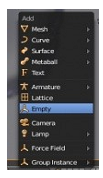 Add
Mesh
Curve
Surface
Metaball
Text
Armature
Lattice
Empty
Camera
Lamp
Force Field
Group Instance